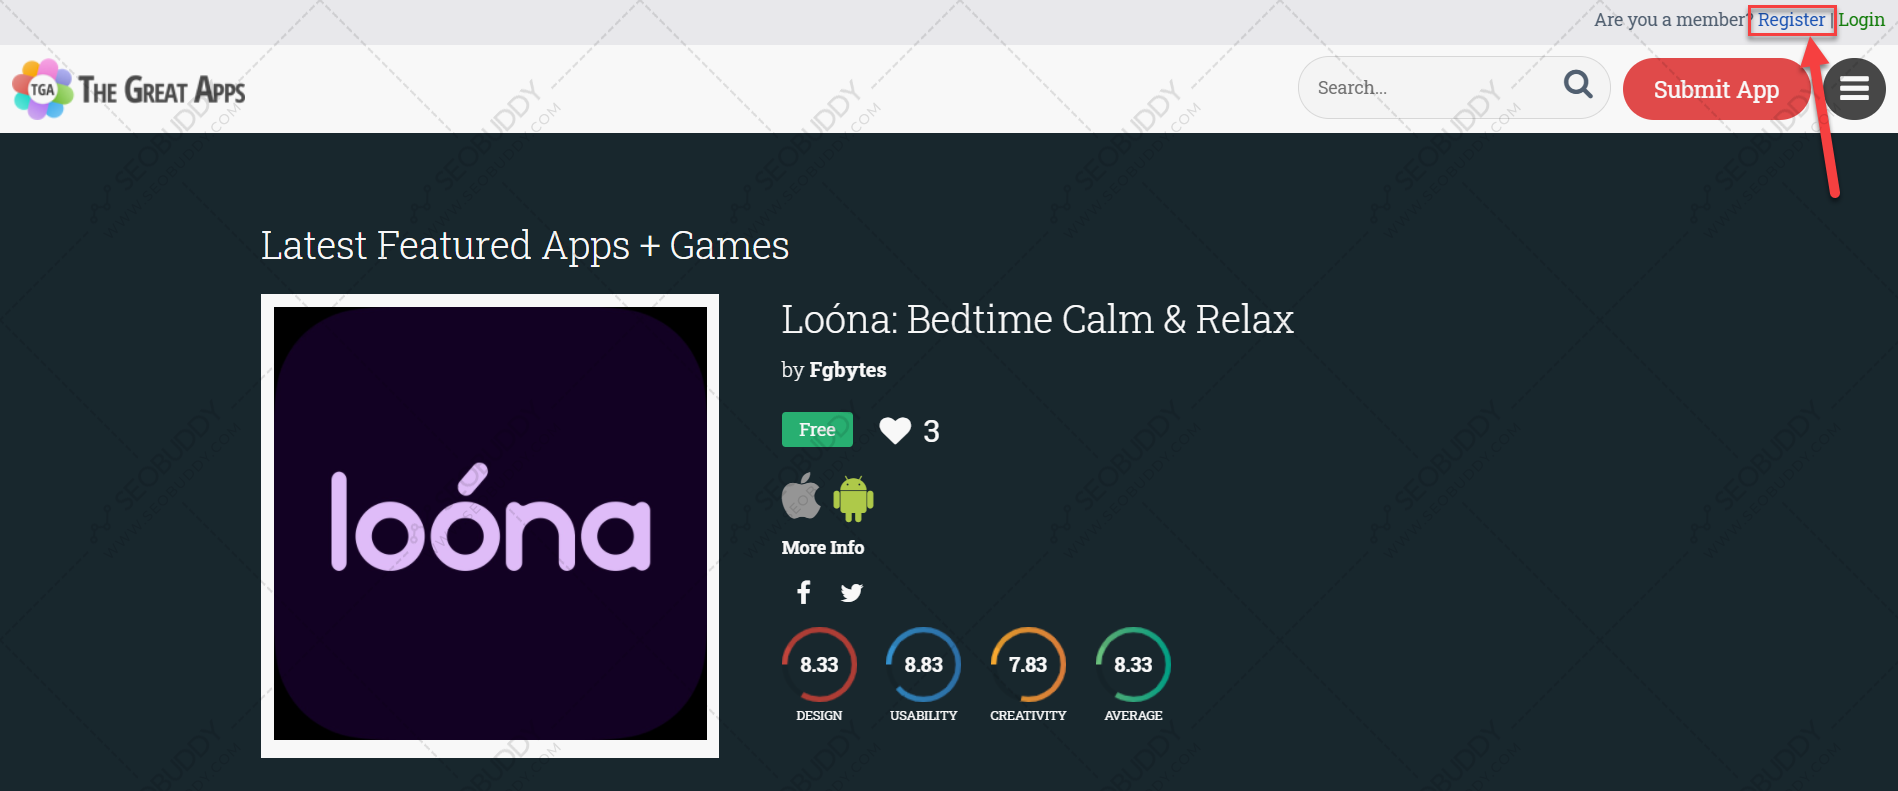 Are you a member? Register | Login
TGA THE GREAT APPS
Search...
Submit App
Latest Featured Apps + Games
loóna
Loóna: Bedtime Calm & Relax
by Fgbytes
Free
3
More Info
8.33
8.83
7.83
8.33
DESIGN
USABILITY
CREATIVITY
AVERAGE
SEOBUDDY